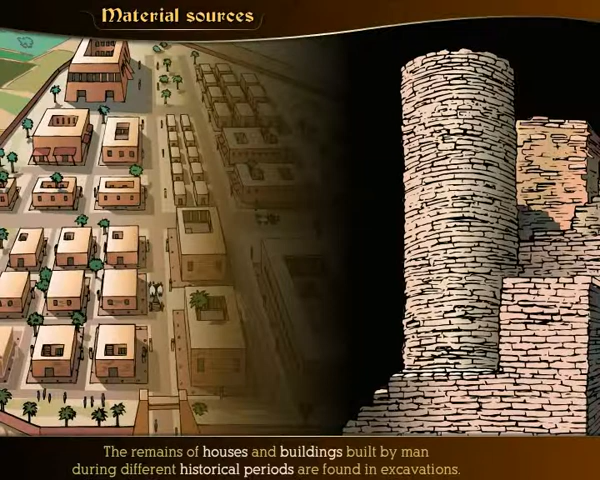 Material sources
The remains of houses and buildings built by man
during different historical periods are found in excavations.